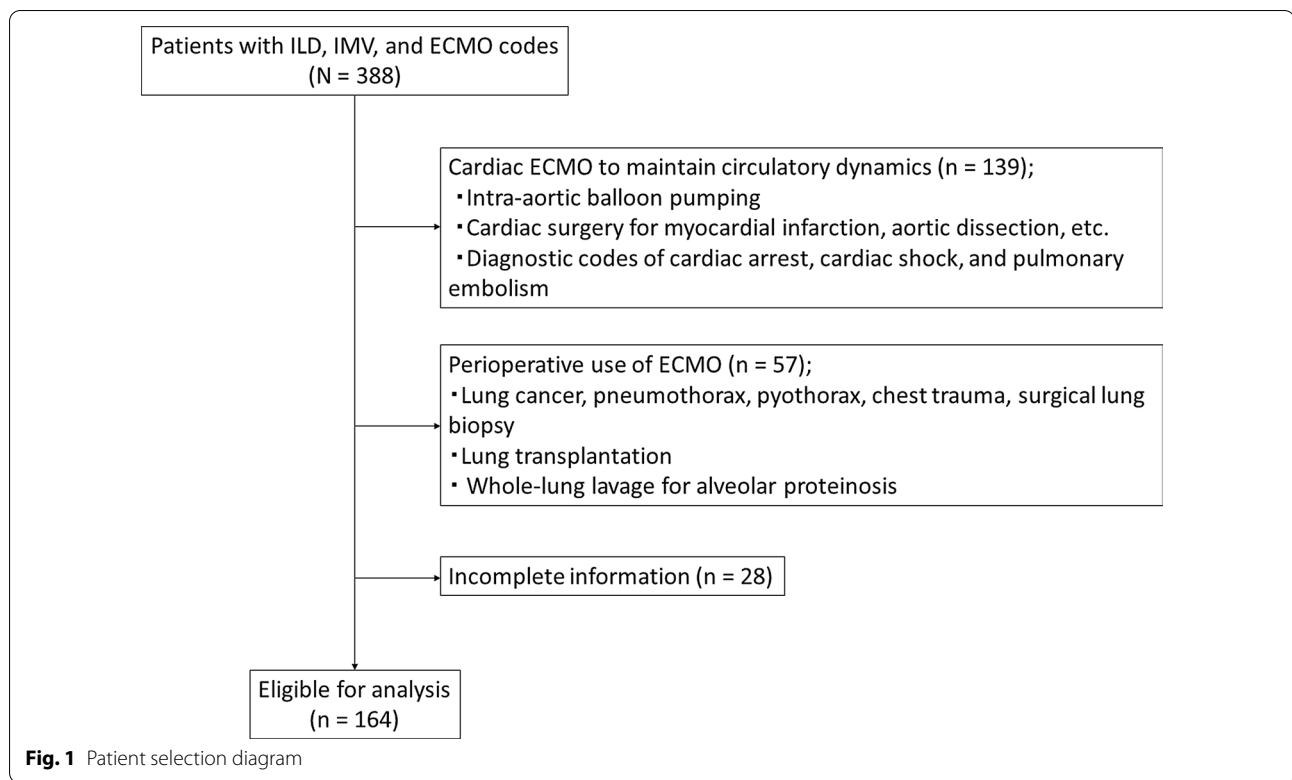 Patients with ILD, IMV, and ECMO codes
(N = 388)
Cardiac ECMO to maintain circulatory dynamics (n = 139);
・Intra-aortic balloon pumping
・Cardiac surgery for myocardial infarction, aortic dissection, etc.
・Diagnostic codes of cardiac arrest, cardiac shock, and pulmonary
embolism
Perioperative use of ECMO (n = 57);
・Lung cancer, pneumothorax, pyothorax, chest trauma, surgical lung
biopsy
・Lung transplantation
・ Whole-lung lavage for alveolar proteinosis
Incomplete information (n = 28)
Eligible for analysis
(n = 164)
Fig. 1 Patient selection diagram